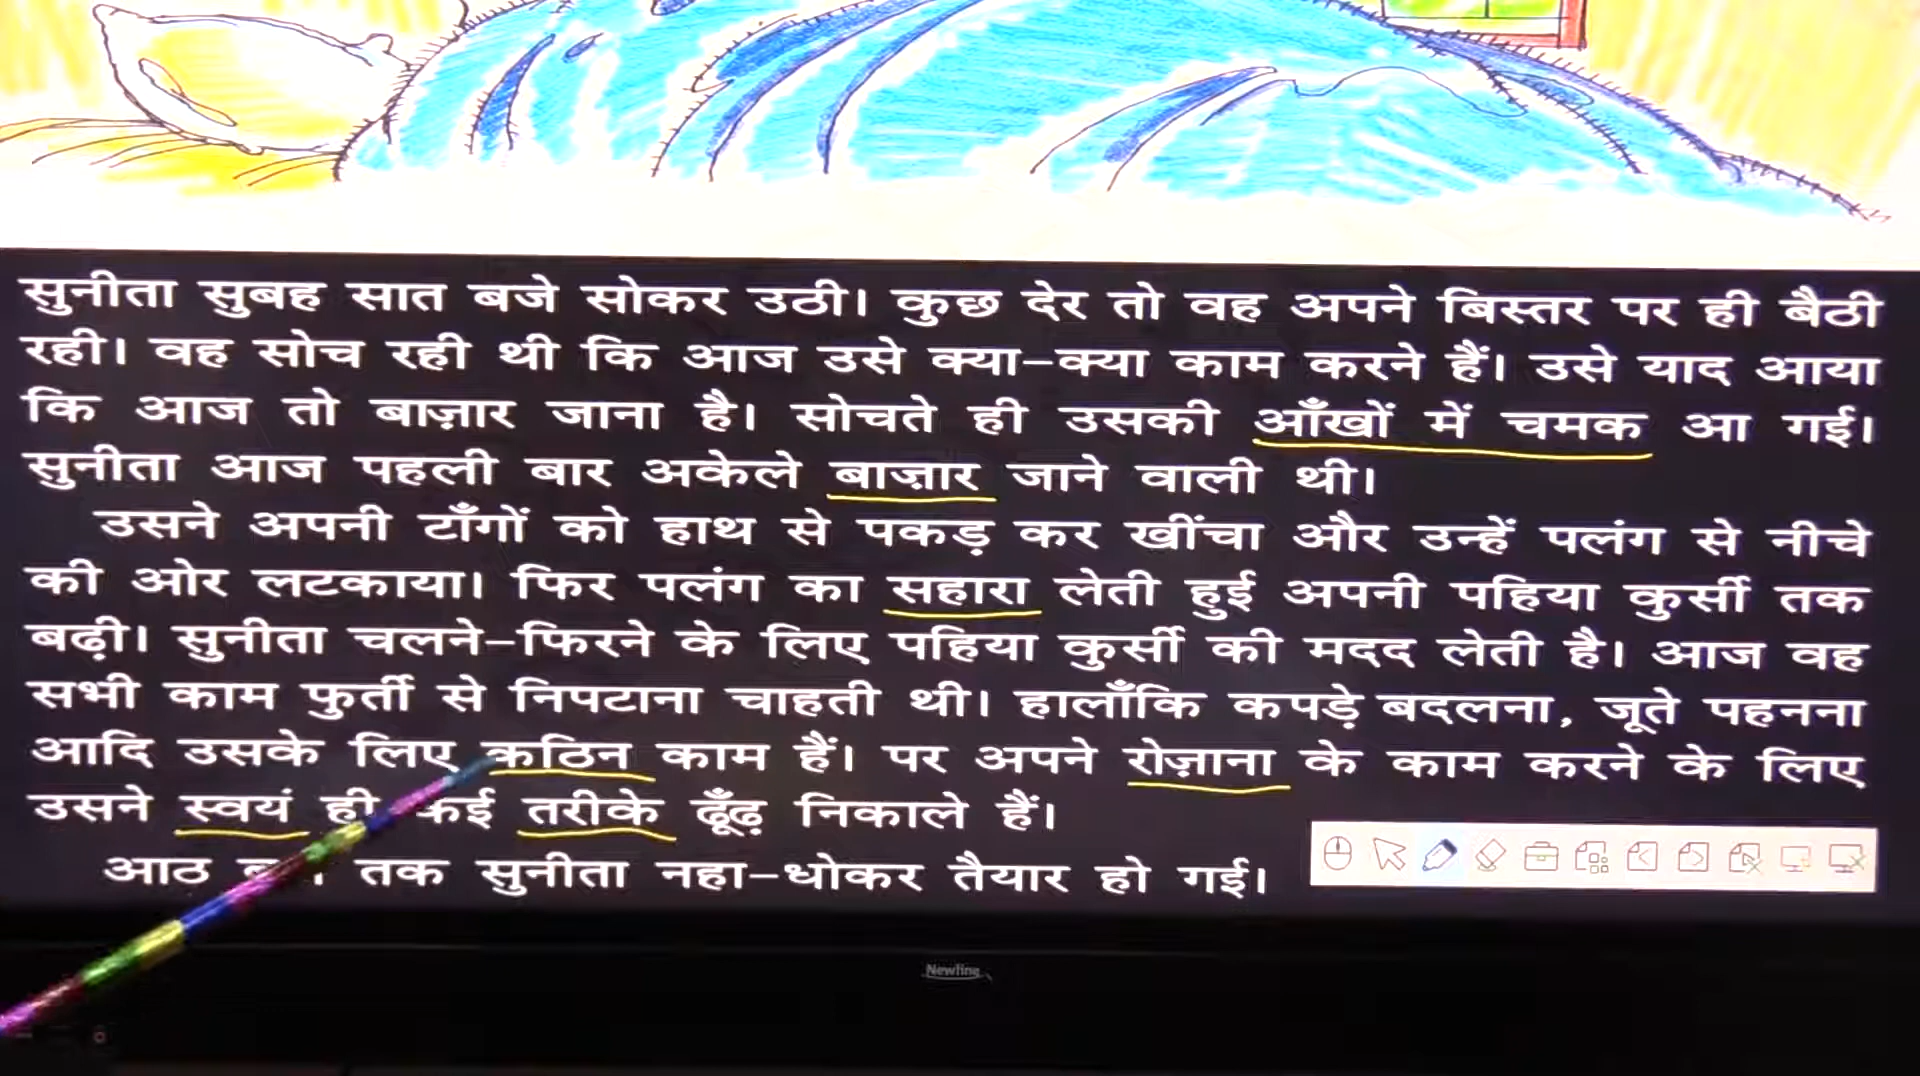 सुनीता सुबह सात बजे सोकर उठी। कुछ देर तो वह अपने बिस्तर पर ही बैठी
रही। वह सोच रही थी कि आज उसे क्या-क्या काम करने हैं। उसे याद आया
कि आज तो बाज़ार जाना है। सोचते ही उसकी आँखों में चमक आ गई।
सुनीता आज पहली बार अकेले बाज़ार जाने वाली थी।
उसने अपनी टाँगों को हाथ से पकड़ कर खींचा और उन्हें पलंग से नीचे
की ओर लटकाया। फिर पलंग का सहारा लेती हुई अपनी पहिया कुर्सी तक
बढ़ी। सुनीता चलने-फिरने के लिए पहिया कुर्सी की मदद लेती है। आज वह
सभी काम फुर्ती से निपटाना चाहती थी। हालाँकि कपड़े बदलना, जूते पहनना
आदि उसके लिए कठिन काम हैं। पर अपने रोज़ाना के काम करने के लिए
उसने स्वयं ही कई तरीके ढूँढ़ निकाले हैं।
आठ तक सुनीता नहा-धोकर तैयार हो गई।
Newline